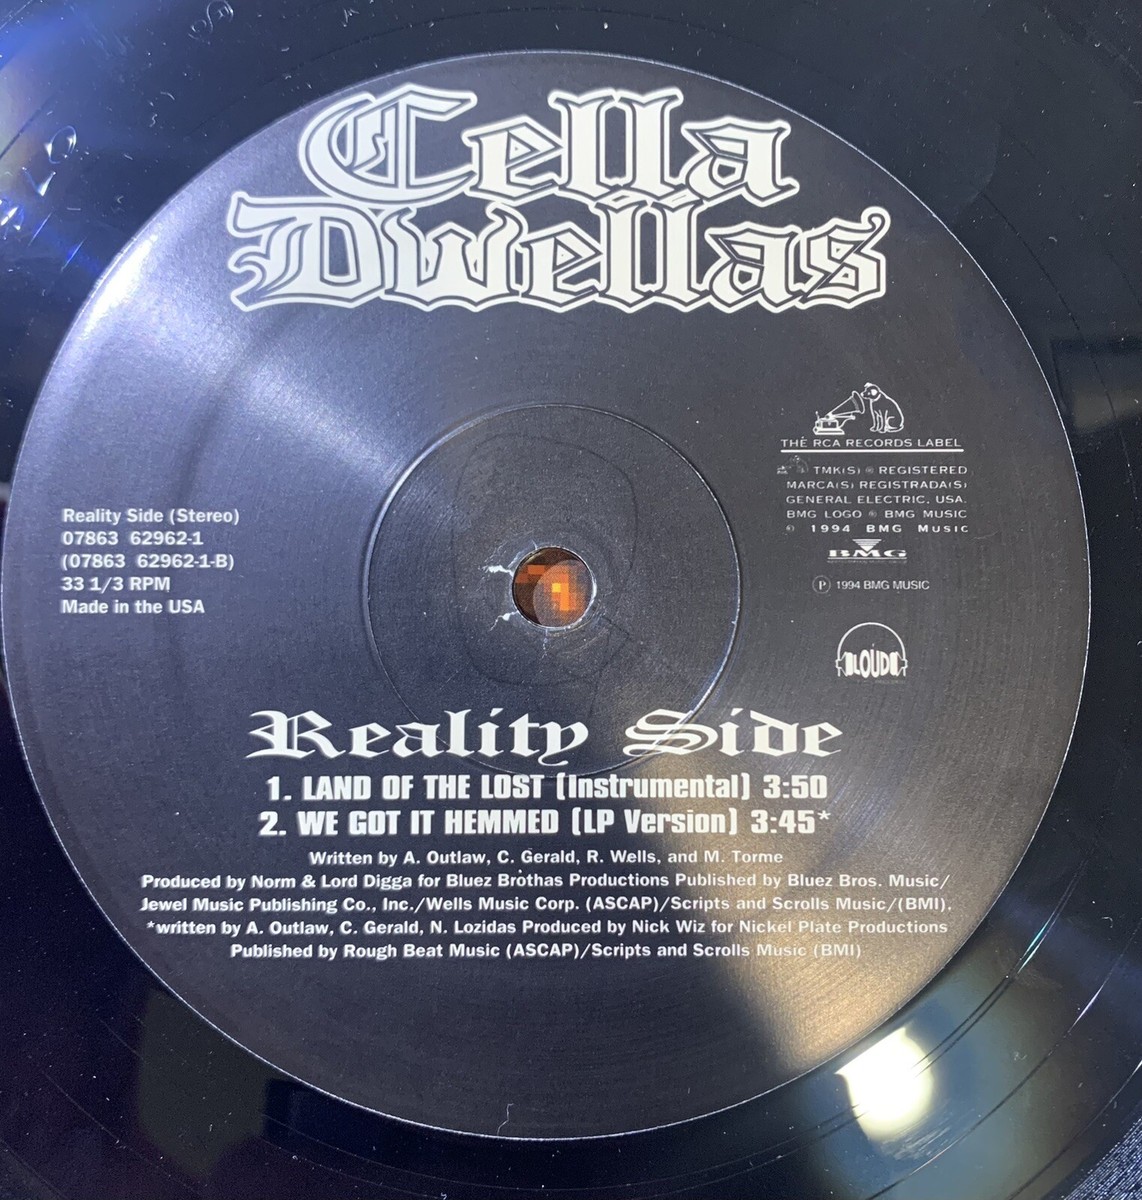 Cella
Dwellas
THE RCA RECORDS LABEL
TMK(S) ® REGISTERED
MARCA(S) REGISTRADA(S)
GENERAL ELECTRIC, USA.
BMG LOGO ® BMG MUSIC
© 1994 BMG MUSIC
BMG
Ⓟ 1994 BMG MUSIC
LOUD
Reality Side (Stereo)
07863 62962-1
(07863 62962-1-B)
33 1/3 RPM
Made in the USA
Reality Side
1. LAND OF THE LOST (Instrumental) 3:50
2. WE GOT IT HEMMED (LP Version) 3:45*
Written by A. Outlaw, C. Gerald, R. Wells, and M. Torme
Produced by Norm & Lord Digga for Bluez Brothas Productions Published by Bluez Bros. Music/
Jewel Music Publishing Co., Inc./Wells Music Corp. (ASCAP)/Scripts and Scrolls Music/(BMI).
*written by A. Outlaw, C. Gerald, N. Lozidas Produced by Nick Wiz for Nickel Plate Productions
Published by Rough Beat Music (ASCAP)/Scripts and Scrolls Music (BMI)